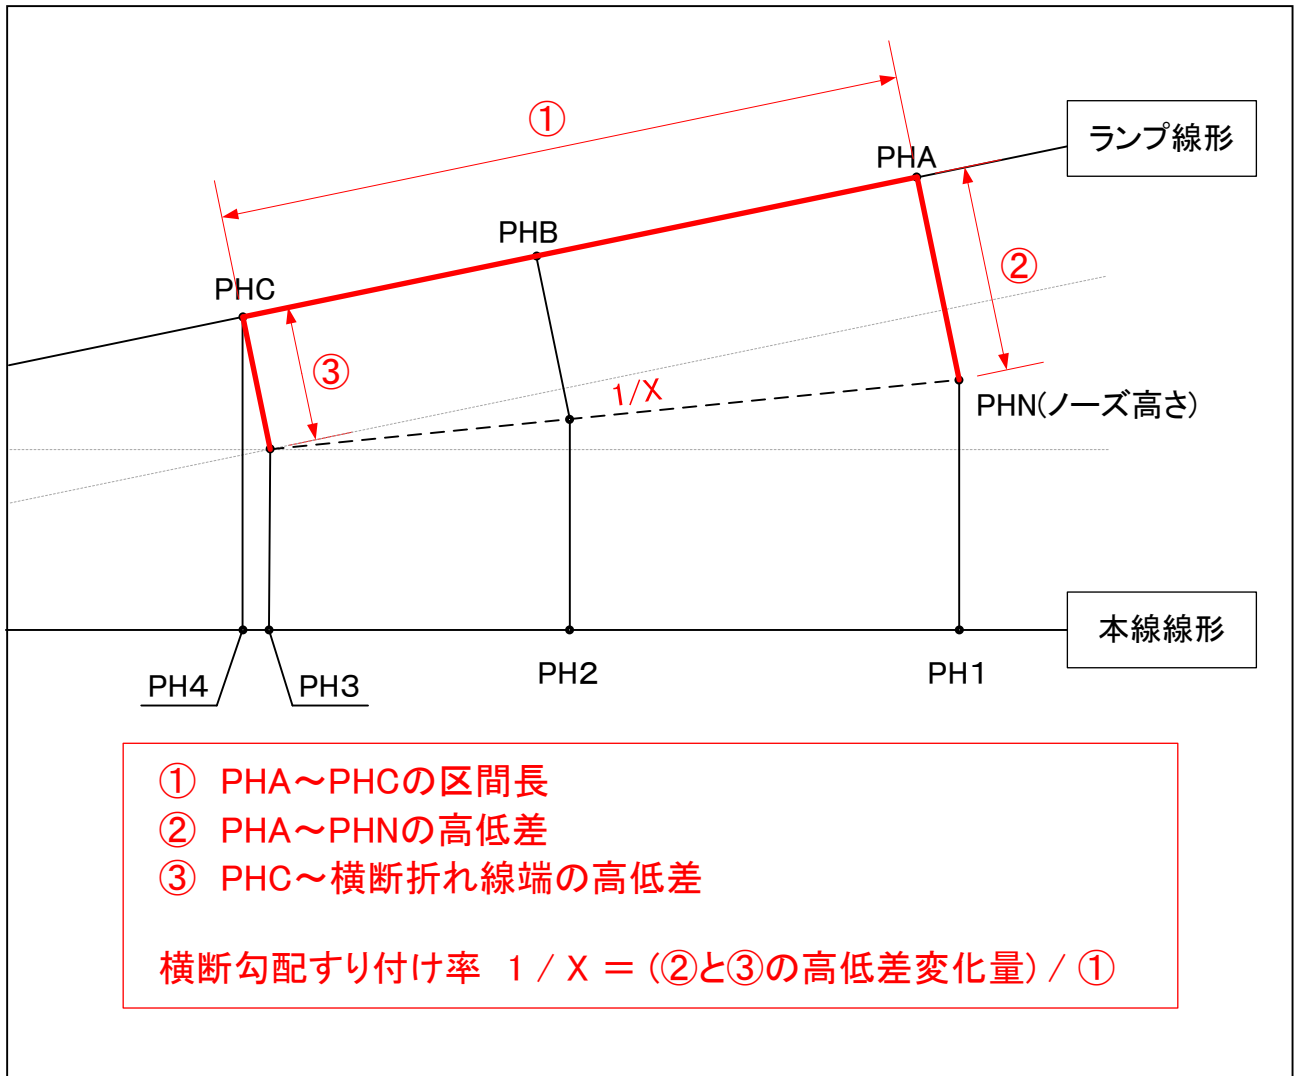 ①
ランプ線形
PHA
PHB
②
PHC
③
1/X
PHN(ノーズ高さ)
本線線形
PH4
PH3
PH2
PH1
① PHA～PHCの区間長
② PHA～PHNの高低差
③ PHC～横断折れ線端の高低差
横断勾配すり付け率 1 / X = (②と③の高低差変化量) / ①